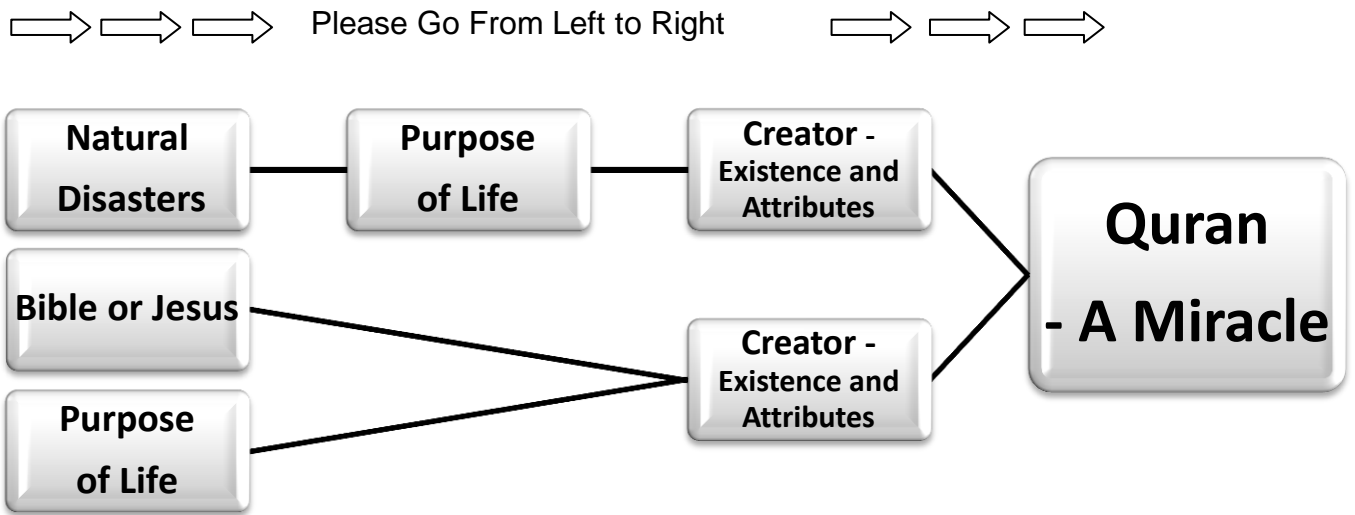 Please Go From Left to Right
Natural
Disasters
Purpose
of Life
Creator -
Existence and
Attributes
Bible or Jesus
Purpose
of Life
Creator -
Existence and
Attributes
Quran
- A Miracle